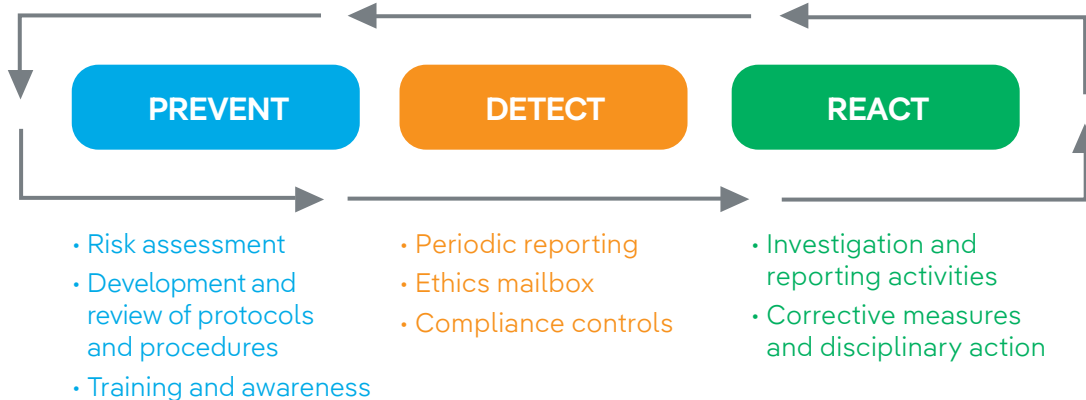 PREVENT
DETECT
REACT
• Risk assessment
• Development and
review of protocols
and procedures
• Training and awareness
• Periodic reporting
• Ethics mailbox
• Compliance controls
• Investigation and
reporting activities
• Corrective measures
and disciplinary action